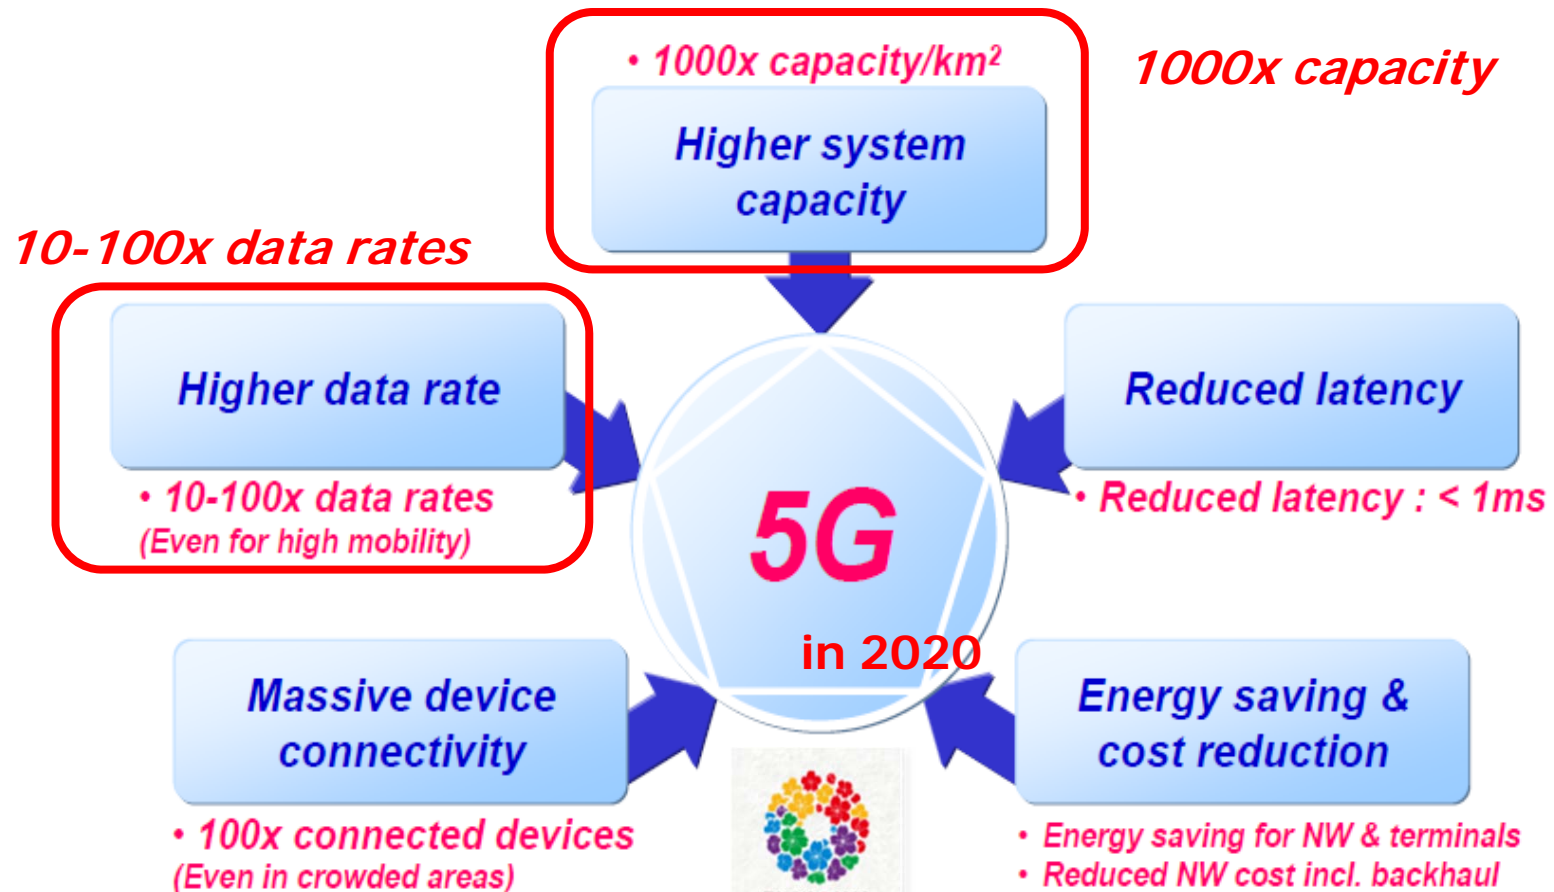 • 1000x capacity/km²
1000x capacity
Higher system
capacity
10-100x data rates
Higher data rate
• 10-100x data rates
(Even for high mobility)
Reduced latency
• Reduced latency : < 1ms
5G
in 2020
Massive device
connectivity
• 100x connected devices
(Even in crowded areas)
Energy saving &
cost reduction
• Energy saving for NW & terminals
• Reduced NW cost incl. backhaul